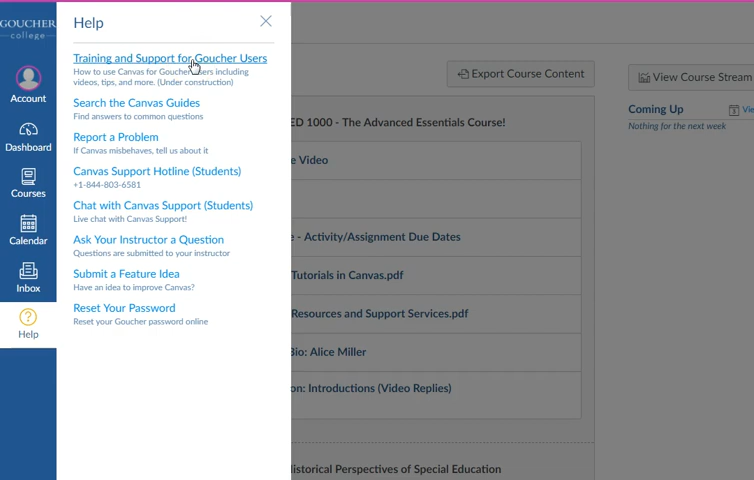 GOUCHER
college
Account
Dashboard
Courses
Calendar
Inbox
Help
Help
Training and Support for Goucher Users
How to use Canvas for Goucher users including
videos, tips, and more. (Under construction)
Search the Canvas Guides
Find answers to common questions
Report a Problem
If Canvas misbehaves, tell us about it
Canvas Support Hotline (Students)
+1-844-803-6581
Chat with Canvas Support (Students)
Live chat with Canvas Support!
Ask Your Instructor a Question
Questions are submitted to your instructor
Submit a Feature Idea
Have an idea to improve Canvas?
Reset Your Password
Reset your Goucher password online
Export Course Content
ED 1000 - The Advanced Essentials Course!
e Video
e - Activity/Assignment Due Dates
Tutorials in Canvas.pdf
Resources and Support Services.pdf
Bio: Alice Miller
on: Introductions (Video Replies)
Historical Perspectives of Special Education
View Course Stream
Coming Up
Vie
Nothing for the next week